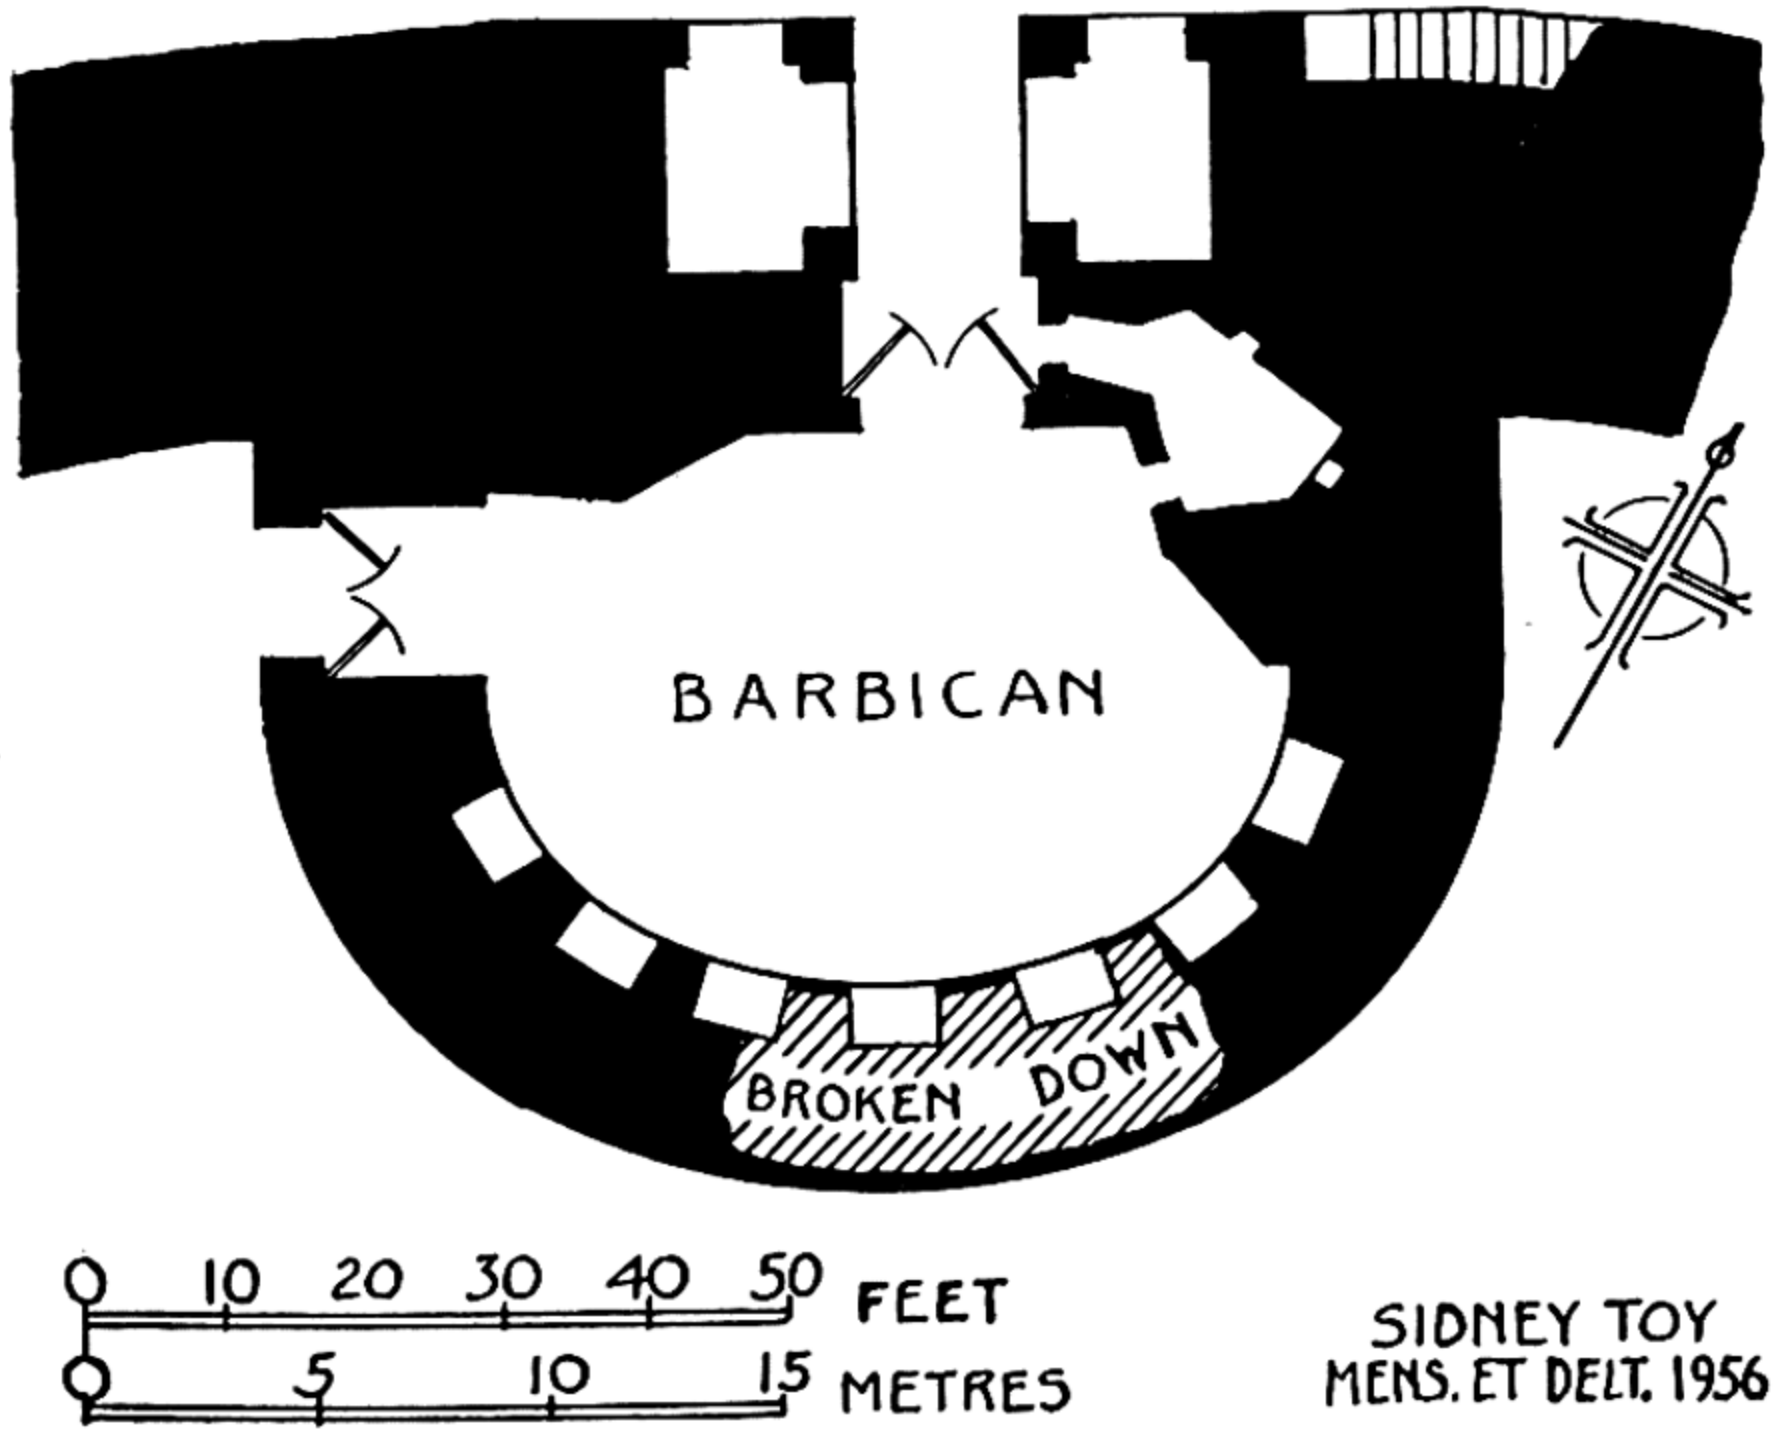 BARBICAN
BROKEN DOWN
0 10 20 30 40 50 FEET
0 5 10 15 METRES
SIDNEY TOY
MENS. ET DELT. 1956